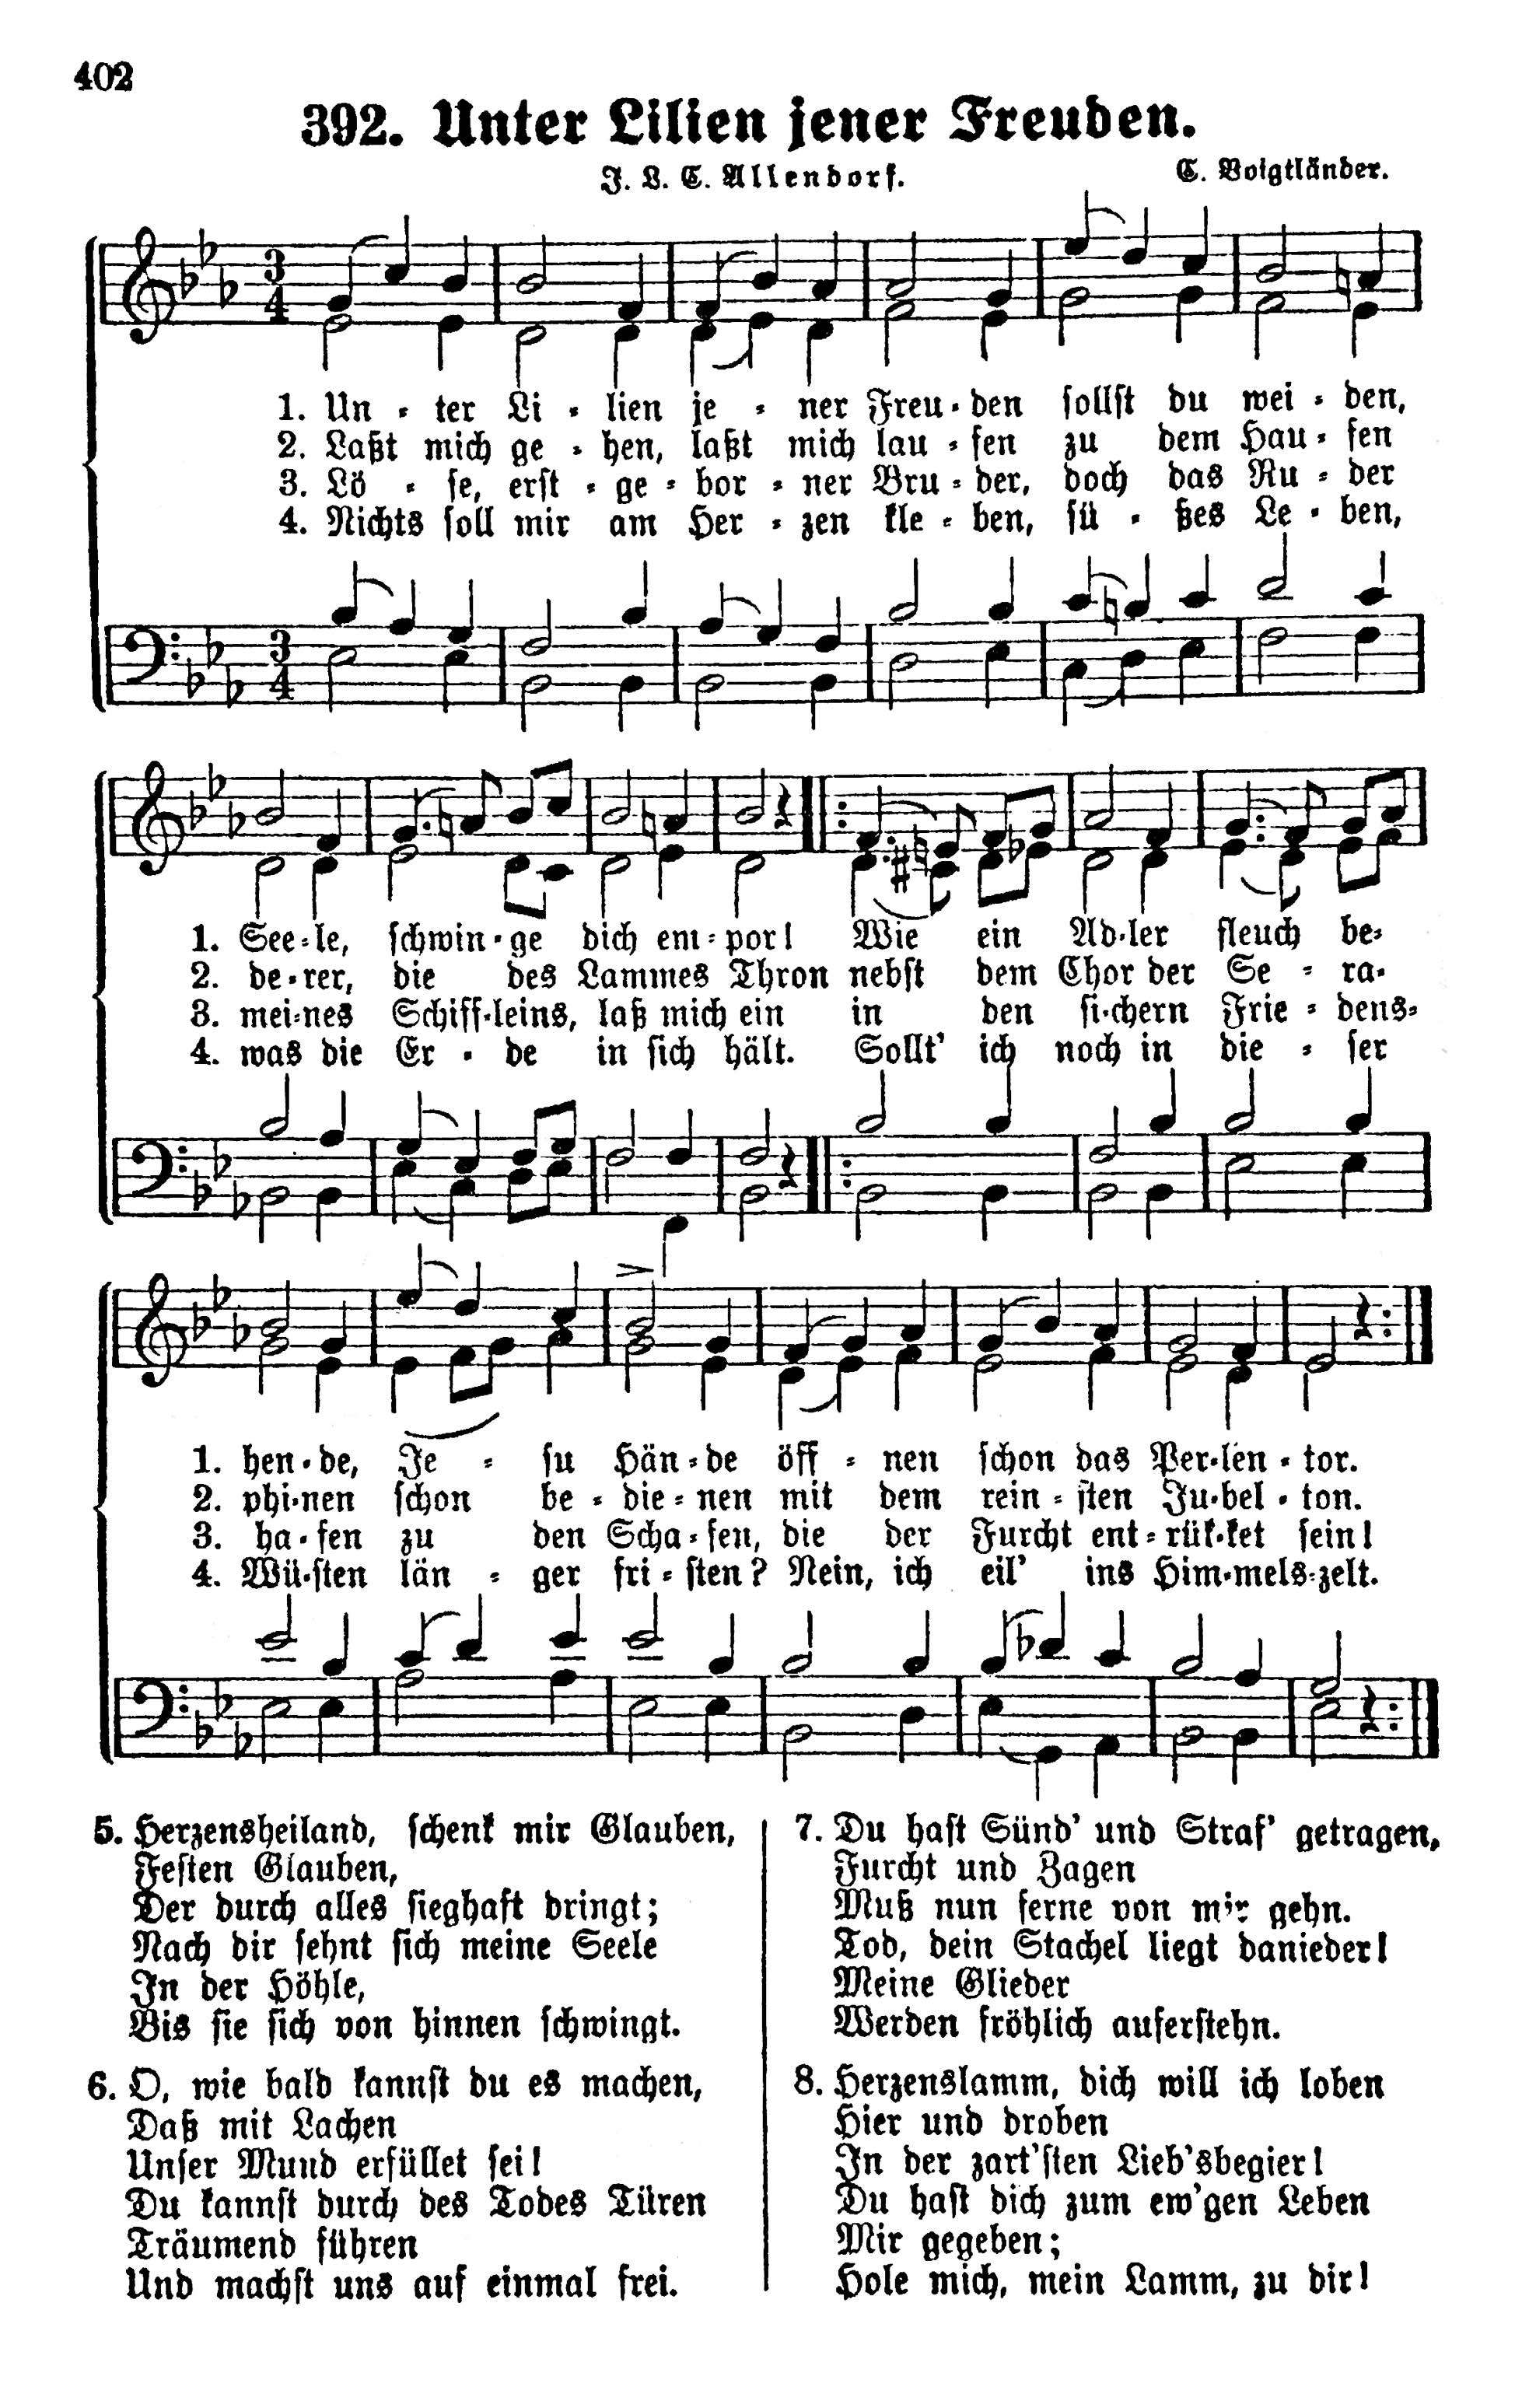 402
392. Unter Lilien jener Freuden.
J. L. C. Allendorf. C. Voigtländer.
3 4
1. Un - ter Li - lien je - ner Freu - den sollst du wei - den,
2. Laßt mich ge - hen, laßt mich lau - fen zu dem Hau - fen
3. Lö - se, erst - ge - bor - ner Bru - der, doch das Ru - der
4. Nichts soll mir am Her - zen kle - ben, sü - ßes Le - ben,
3 4
1. See - le, schwin - ge dich em - por! Wie ein Ad - ler fleuch be -
2. de - rer, die des Lammes Thron nebst dem Chor der Se - ra -
3. mei - nes Schiff - leins, laß mich ein in den si - chern Frie - dens -
4. was die Er - de in sich hält. Sollt' ich noch in die - ser
1. hen - de, Je - su Hän - de öff - nen schon das Per - len - tor.
2. phi - nen schon be - die - nen mit dem rein - sten Ju - bel - ton.
3. ha - fen zu den Scha - fen, die der Furcht ent - rük - ket sein!
4. Wü - sten län - ger fri - sten? Nein, ich eil' ins Him - mels - zelt.
5. Herzensheiland, schenk mir Glauben,
Festen Glauben,
Der durch alles sieghaft dringt;
Nach dir sehnt sich meine Seele
In der Höhle,
Bis sie sich von hinnen schwingt.
6. O, wie bald kannst du es machen,
Daß mit Lachen
Unser Mund erfüllet sei!
Du kannst durch des Todes Türen
Träumend führen
Und machst uns auf einmal frei.
7. Du hast Sünd' und Straf' getragen,
Furcht und Zagen
Muß nun ferne von mir gehn.
Tod, dein Stachel liegt danieder!
Meine Glieder
Werden fröhlich auferstehn.
8. Herzenslamm, dich will ich loben
Hier und droben
In der zart'sten Lieb'sbegier!
Du hast dich zum ew'gen Leben
Mir gegeben;
Hole mich, mein Lamm, zu dir!